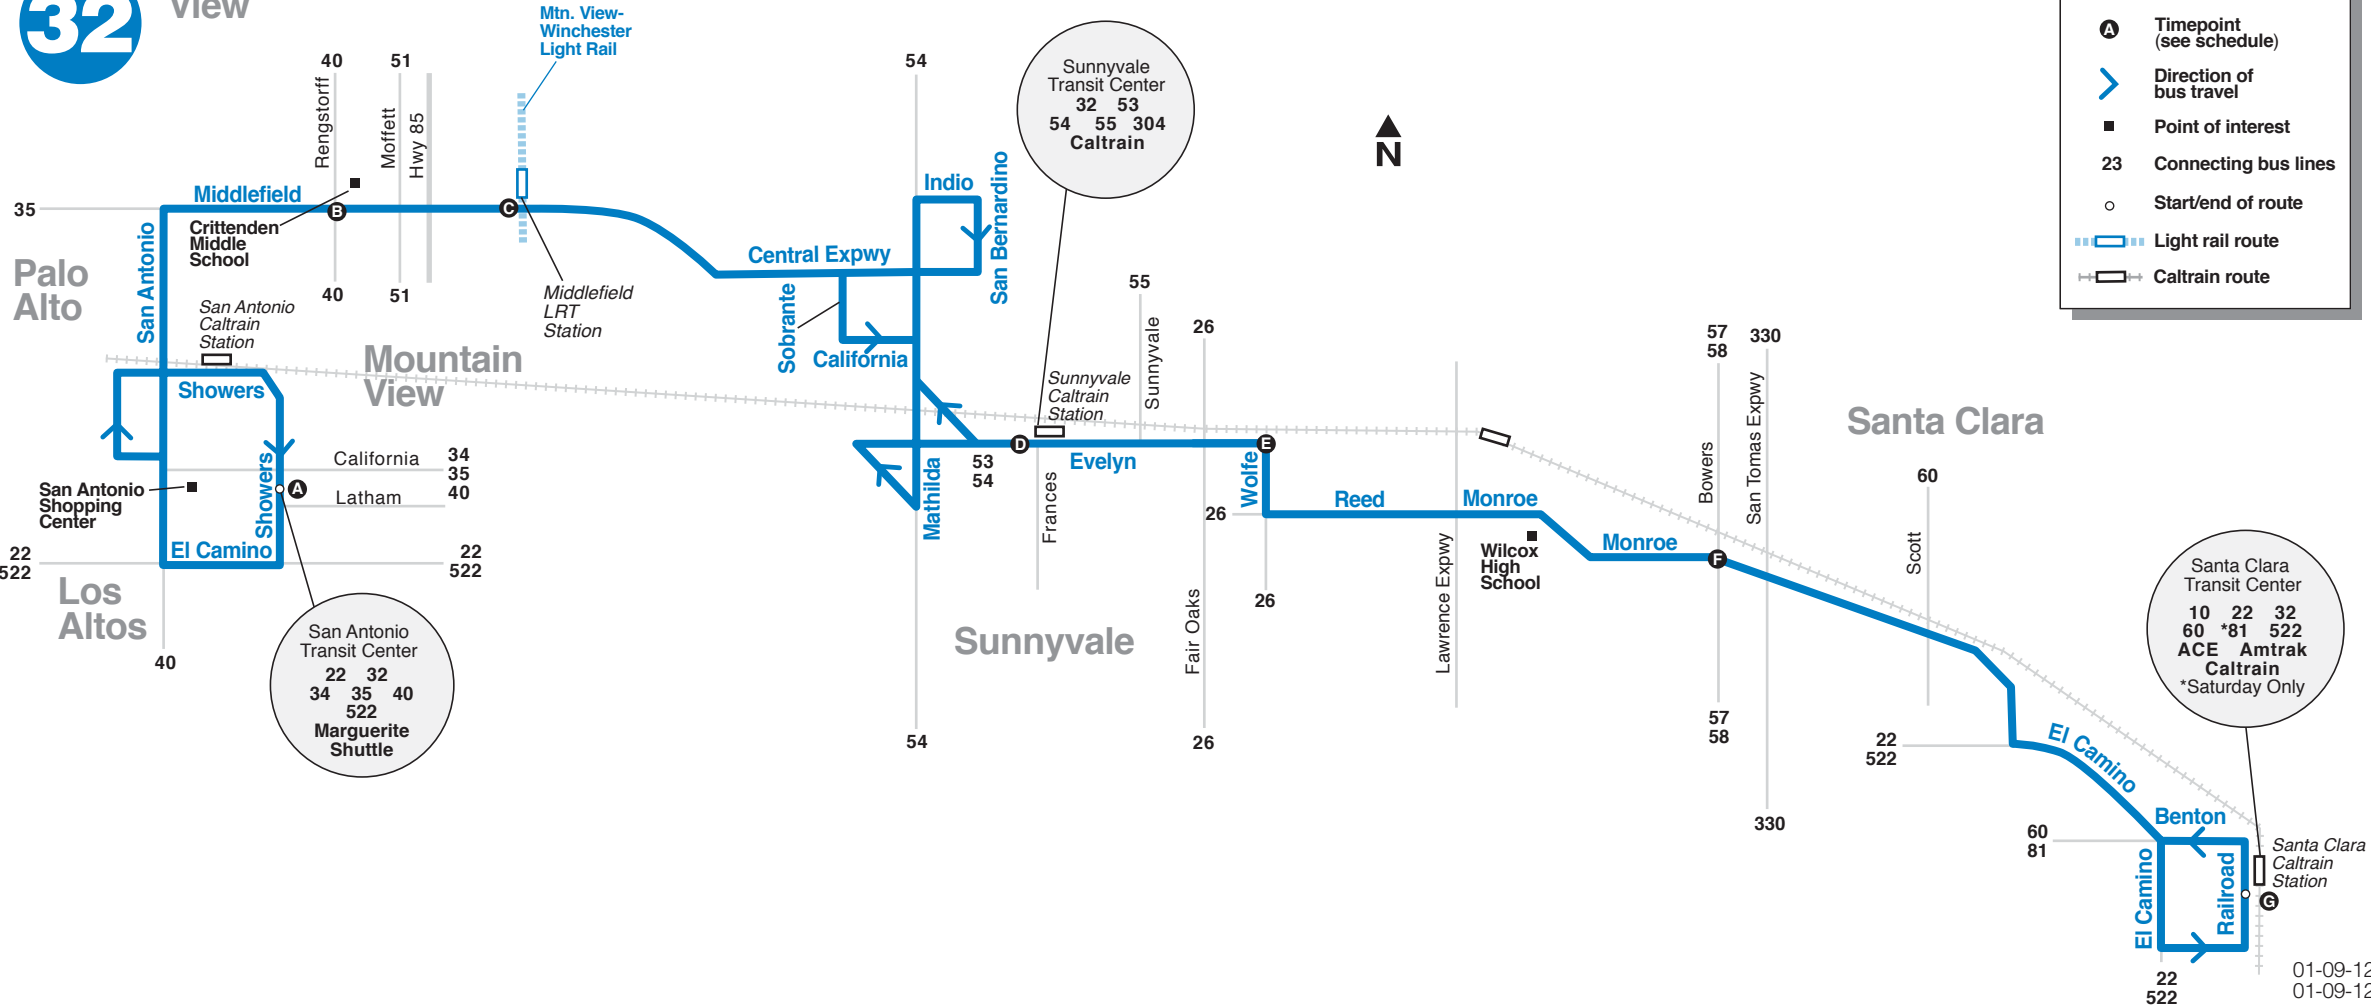 32
View
Mtn. View-
Winchester
Light Rail
40
51
54
Rengstorff
Moffett
Hwy 85
Sunnyvale
Transit Center
32 53
54 55 304
Caltrain
N
A
Timepoint
(see schedule)
Direction of
bus travel
Point of interest
23
Connecting bus lines
Start/end of route
Light rail route
Caltrain route
35
Middlefield
B
C
Crittenden
Middle
School
Indio
San Bernardino
Central Expwy
Palo
Alto
San Antonio
San Antonio
Caltrain
Station
40
51
Middlefield
LRT
Station
Sobrante
California
55
Sunnyvale
26
57
58
330
Mountain
View
Showers
Sunnyvale
Caltrain
Station
Bowers
San Tomas Expwy
Santa Clara
California
34
35
40
Latham
San Antonio
Shopping
Center
Showers
A
53
54
D
Evelyn
E
Mathilda
Frances
Wolfe
26
Reed
Monroe
60
Scott
El Camino
22
522
22
522
Wilcox
High
School
Monroe
F
Lawrence Expwy
Los
Altos
40
San Antonio
Transit Center
22 32
34 35 40
522
Marguerite
Shuttle
54
Sunnyvale
Fair Oaks
26
26
57
58
330
Santa Clara
Transit Center
10 22 32
60 *81 522
ACE Amtrak
Caltrain
*Saturday Only
22
522
El Camino
Benton
60
81
El Camino
Railroad
Santa Clara
Caltrain
Station
G
22
522
01-09-12
01-09-12